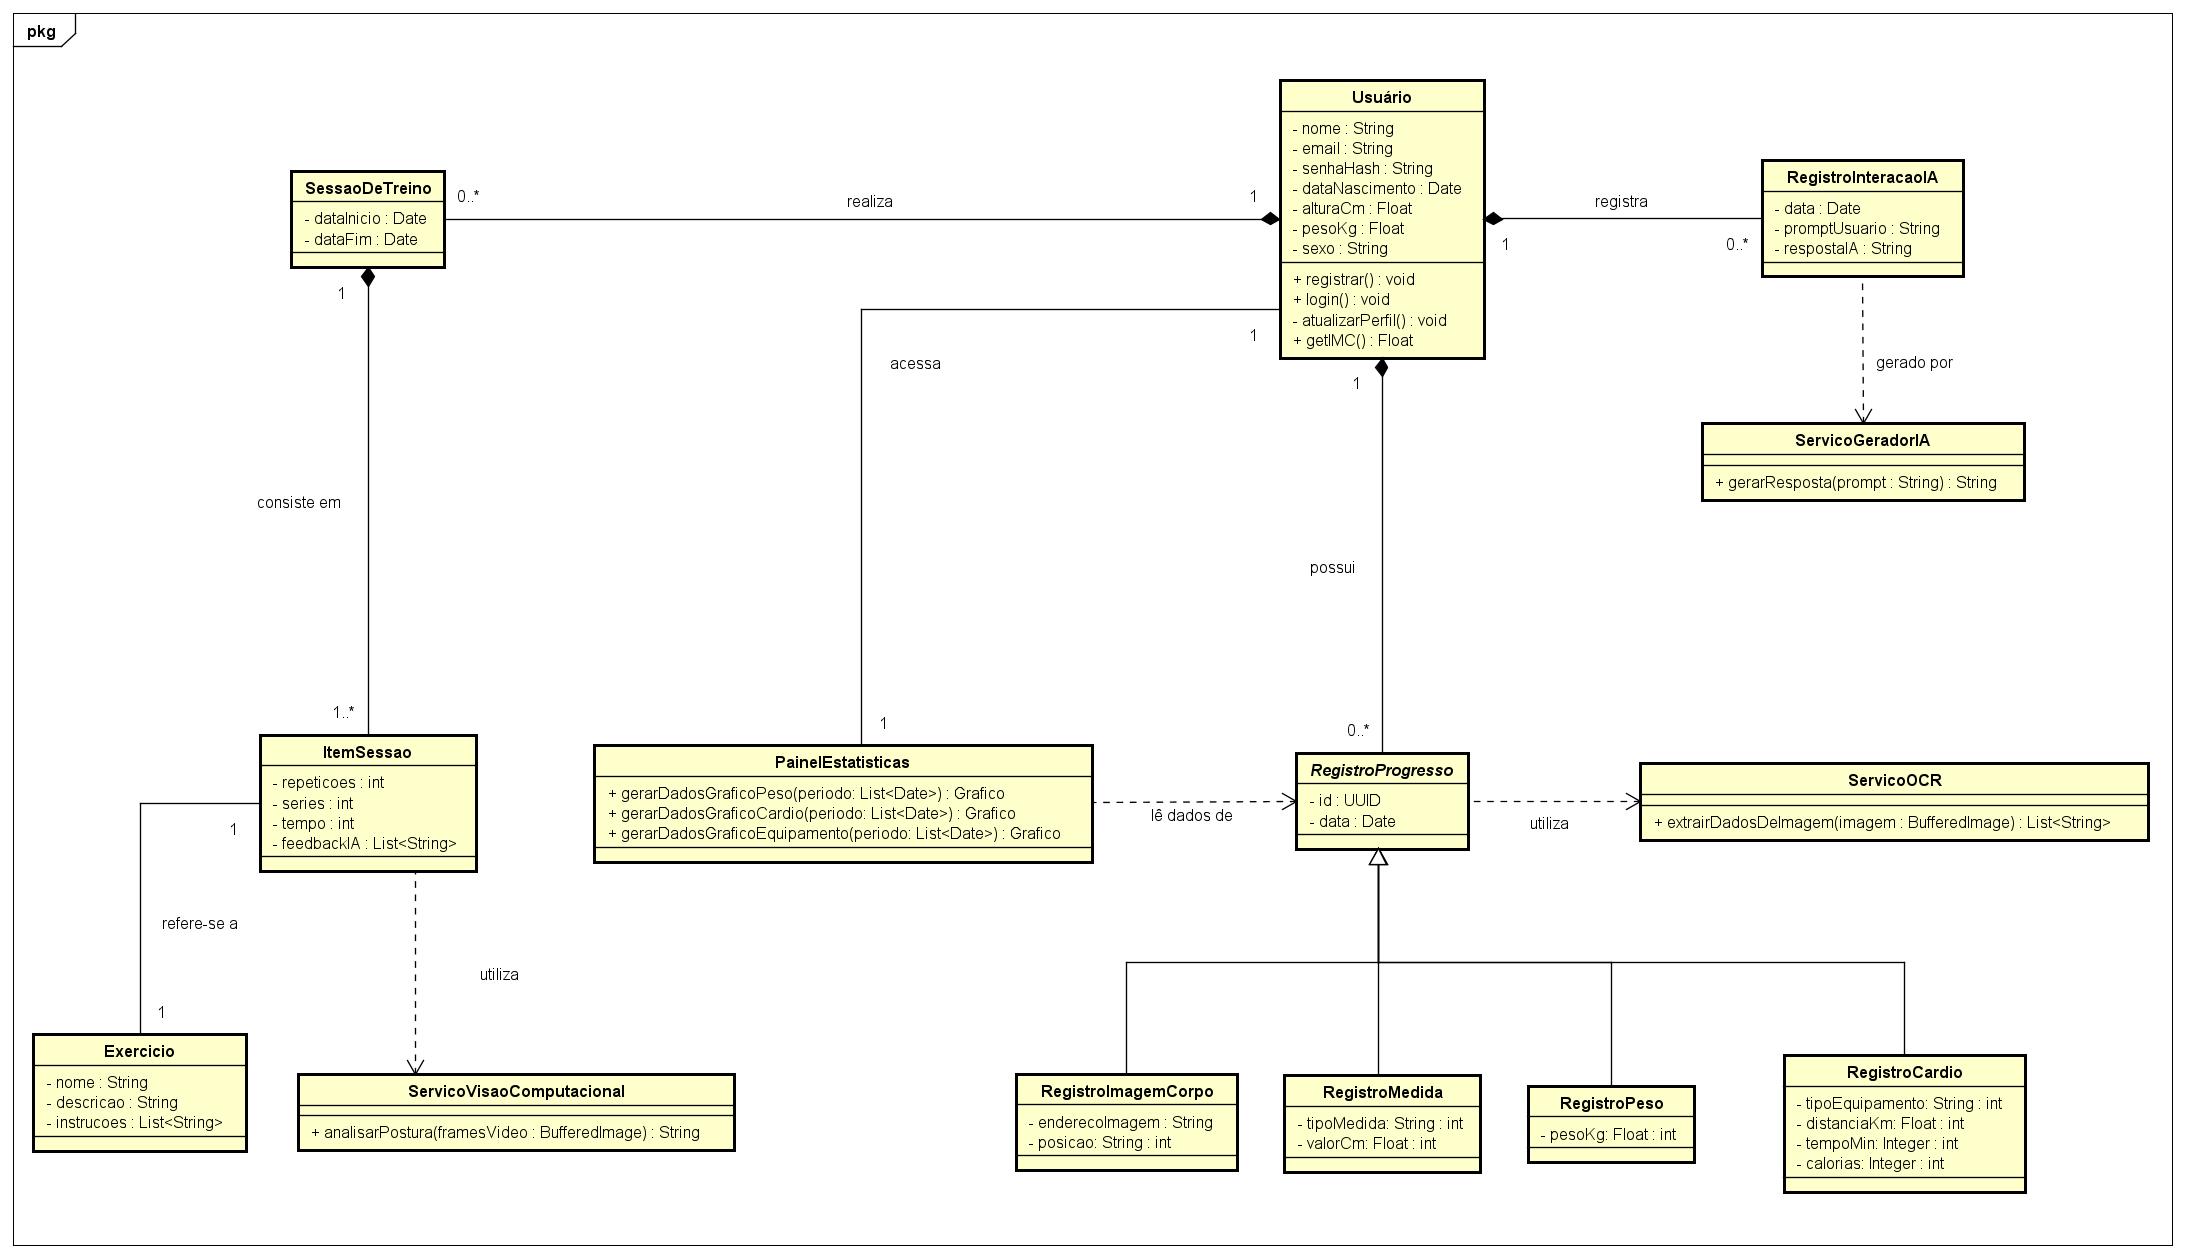 pkg
Usuário
- nome : String
- email : String
- senhaHash : String
- dataNascimento : Date
- alturaCm : Float
- pesoKg : Float
- sexo : String
+ registrar() : void
+ login() : void
- atualizarPerfil() : void
+ getIMC() : Float
SessaoDeTreino
- dataInicio : Date
- dataFim : Date
0..*
realiza
1
registra
1
0..*
RegistroInteracaoIA
- data : Date
- promptUsuario : String
- respostaIA : String
1
1
acessa
1
gerado por
ServicoGeradorIA
+ gerarResposta(prompt : String) : String
consiste em
possui
1..*
1
0..*
ItemSessao
- repeticoes : int
- series : int
- tempo : int
- feedbackIA : List<String>
PainelEstatisticas
+ gerarDadosGraficoPeso(periodo: List<Date>) : Grafico
+ gerarDadosGraficoCardio(periodo: List<Date>) : Grafico
+ gerarDadosGraficoEquipamento(periodo: List<Date>) : Grafico
lê dados de
RegistroProgresso
- id : UUID
- data : Date
utiliza
ServicoOCR
+ extrairDadosDeImagem(imagem : BufferedImage) : List<String>
1
refere-se a
1
utiliza
Exercicio
- nome : String
- descricao : String
- instrucoes : List<String>
ServicoVisaoComputacional
+ analisarPostura(framesVideo : BufferedImage) : String
RegistroImagemCorpo
- enderecoImagem : String
- posicao: String : int
RegistroMedida
- tipoMedida: String : int
- valorCm: Float : int
RegistroPeso
- pesoKg: Float : int
RegistroCardio
- tipoEquipamento: String : int
- distanciaKm: Float : int
- tempoMin: Integer : int
- calorias: Integer : int